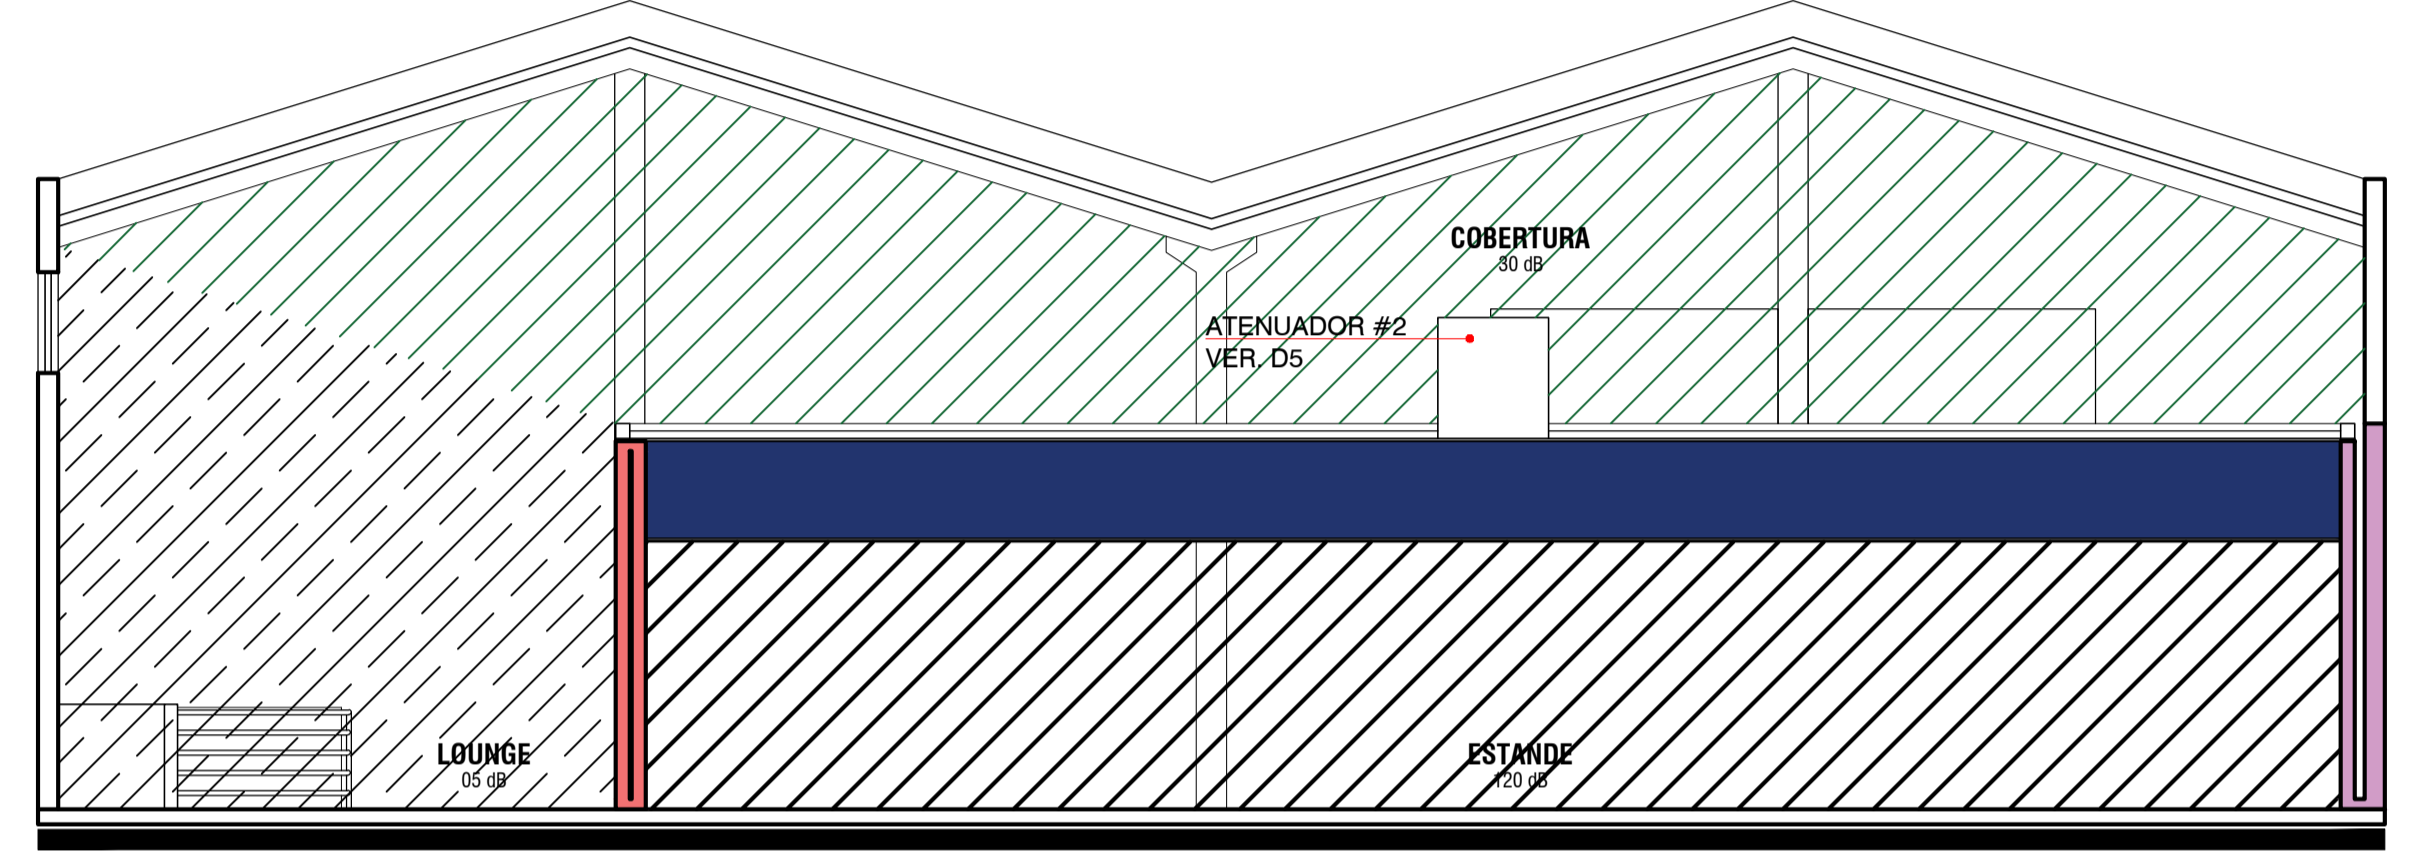 COBERTURA
30 dB
ATENUADOR #2
VER. D5
LOUNGE
05 dB
ESTANDE
120 dB